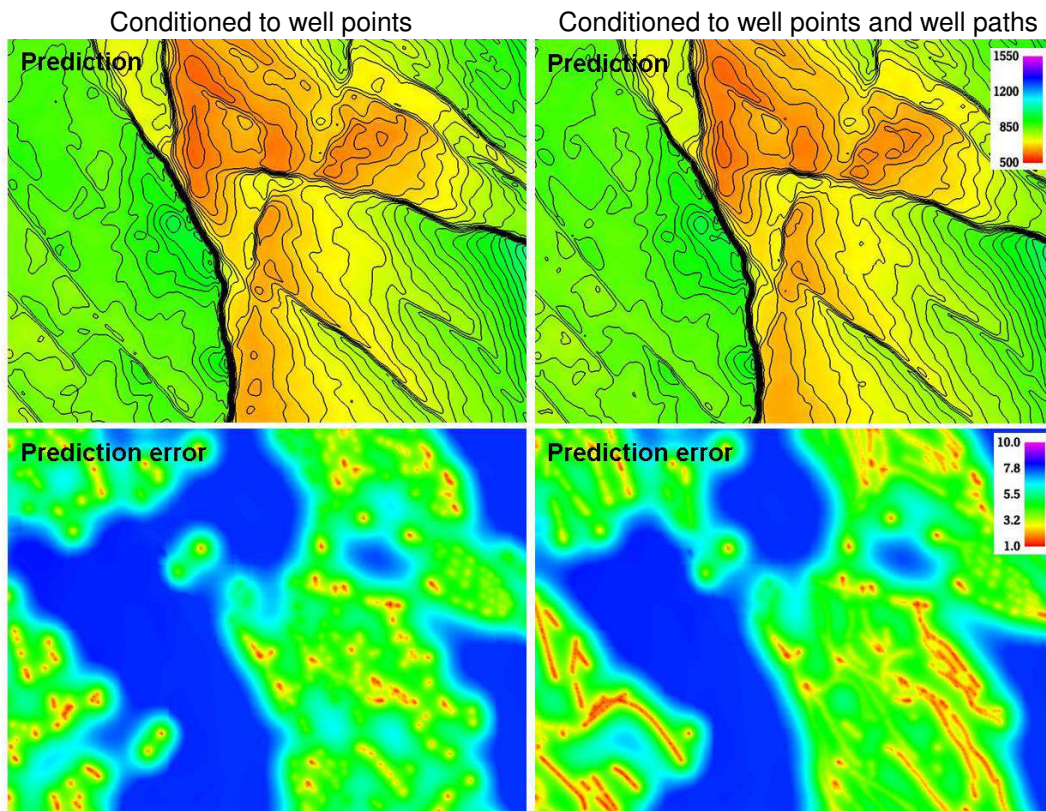 Conditioned to well points
Conditioned to well points and well paths
Prediction
Prediction
1550
1200
850
500
Prediction error
Prediction error
10.0
7.8
5.5
3.2
1.0